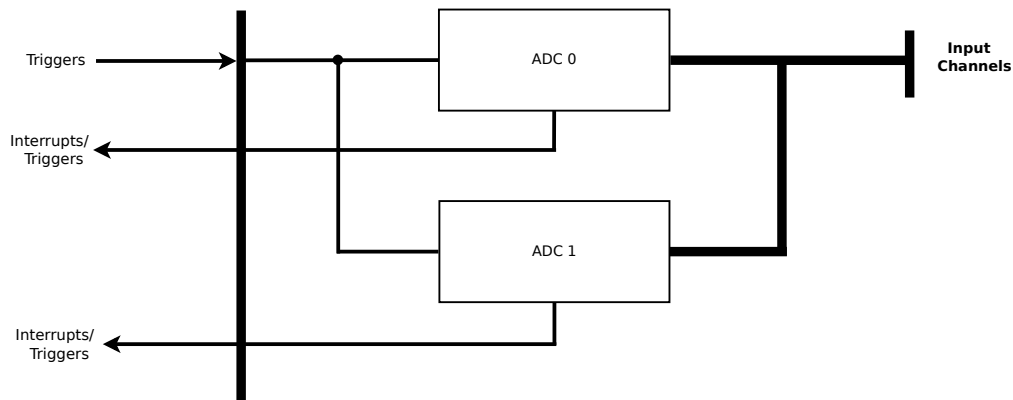 Triggers
ADC 0
Input
Channels
Interrupts/
Triggers
ADC 1
Interrupts/
Triggers